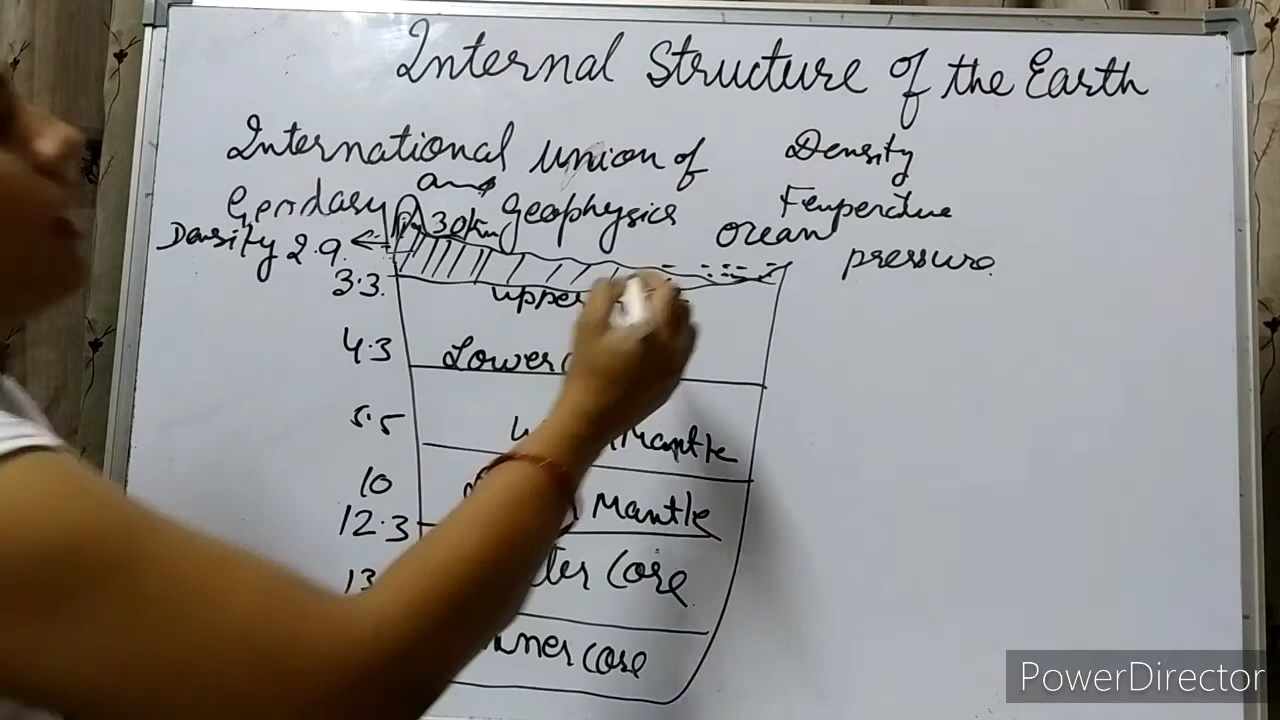 Internal Structure of the Earth
International union of
and Geophysics
Density
Temperature
pressure
30km
ocean
Density 2.9
3.3
upper
4.3
Lower
5.5
Mantle
10
Mantle
12.3
Core
13
Inner core
PowerDirector